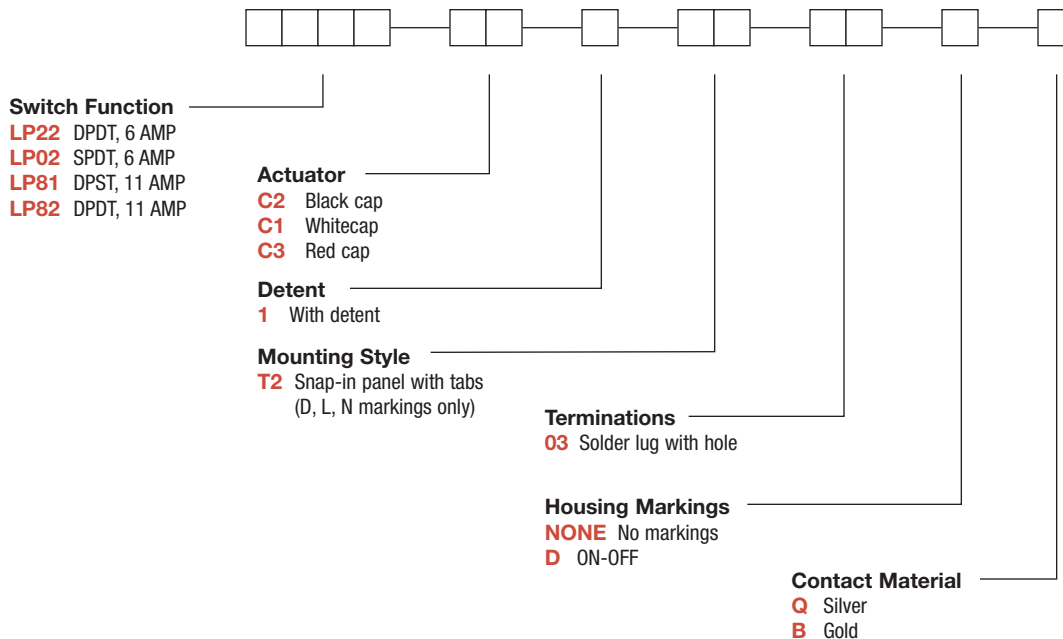 Switch Function
LP22 DPDT, 6 AMP
LP02 SPDT, 6 AMP
LP81 DPST, 11 AMP
LP82 DPDT, 11 AMP
Actuator
C2 Black cap
C1 Whitecap
C3 Red cap
Detent
1 With detent
Mounting Style
T2 Snap-in panel with tabs
(D, L, N markings only)
Terminations
03 Solder lug with hole
Housing Markings
NONE No markings
D ON-OFF
Contact Material
Q Silver
B Gold